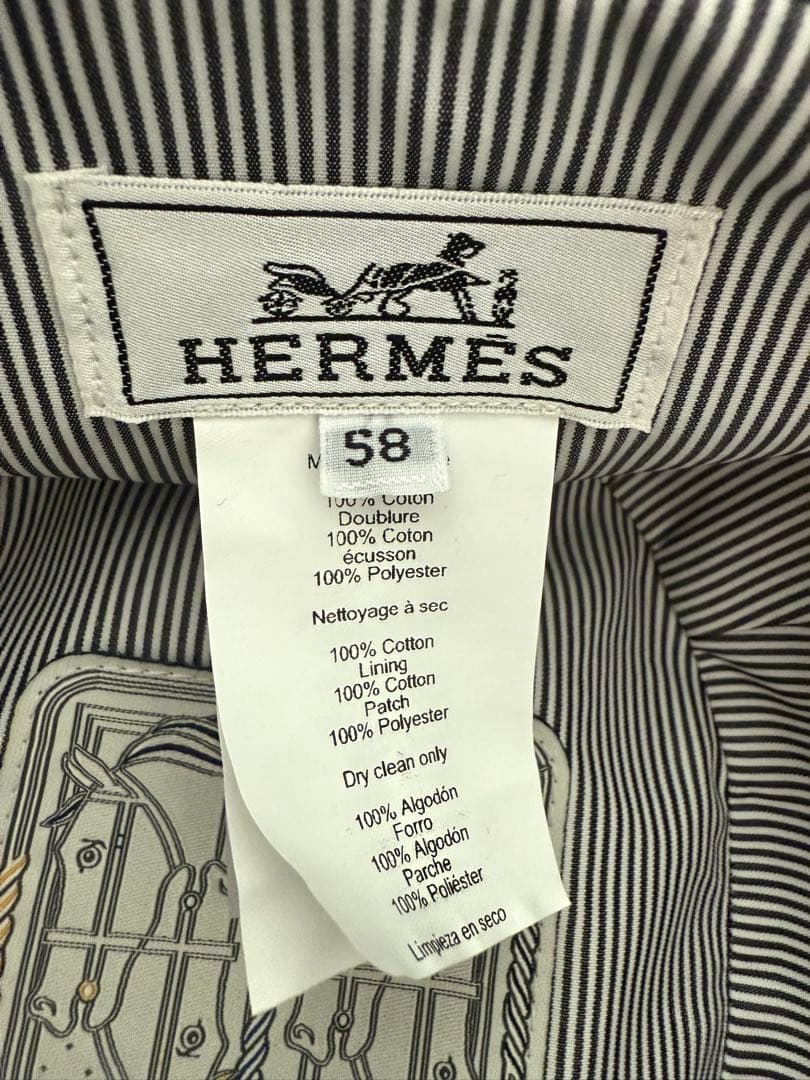 HERMÈS
58
100% Coton
Doublure
100% Coton
écusson
100% Polyester
Nettoyage à sec
100% Cotton
Lining
100% Cotton
Patch
100% Polyester
Dry clean only
100% Algodón
Forro
100% Algodón
Parche
100% Poliéster
Limpieza en seco